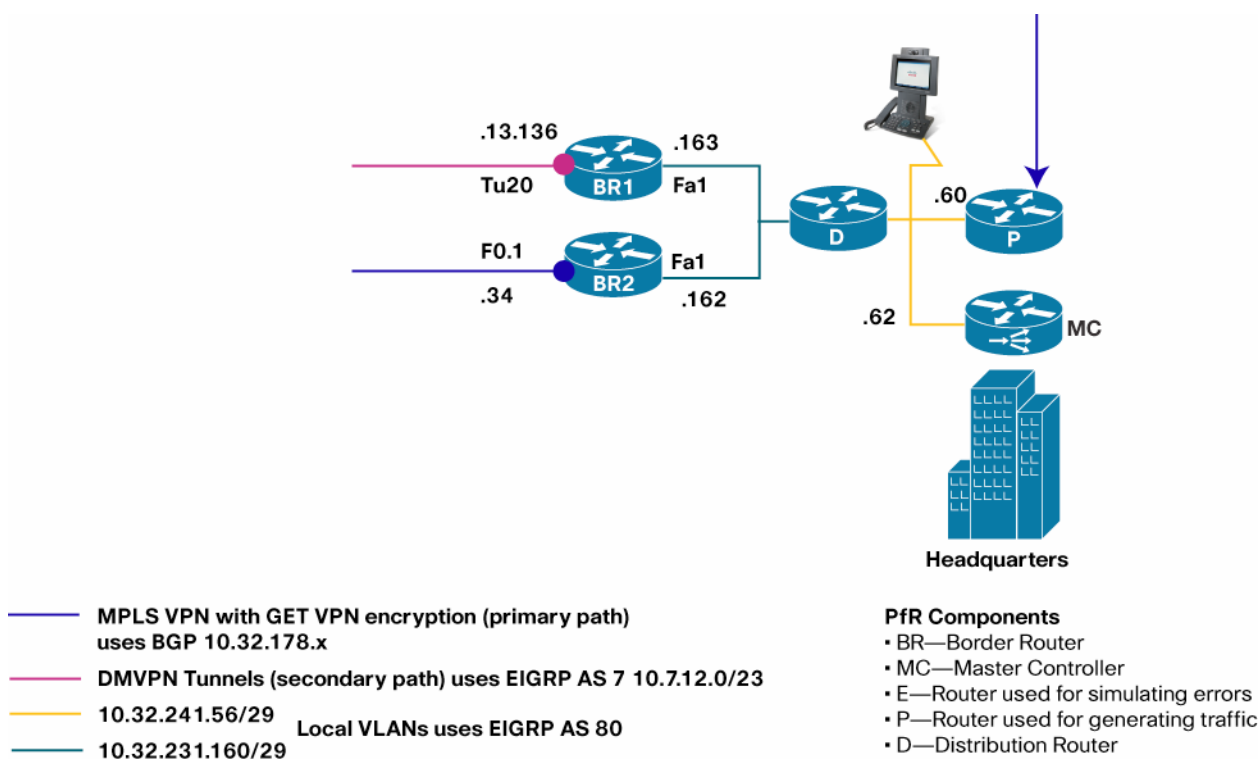 .13.136
.163
Tu20
BR1
Fa1
.60
D
P
F0.1
Fa1
BR2
.34
.162
.62
MC
Headquarters
MPLS VPN with GET VPN encryption (primary path)
uses BGP 10.32.178.x
DMVPN Tunnels (secondary path) uses EIGRP AS 7 10.7.12.0/23
10.32.241.56/29
Local VLANs uses EIGRP AS 80
10.32.231.160/29
PfR Components
• BR—Border Router
• MC—Master Controller
• E—Router used for simulating errors
• P—Router used for generating traffic
• D—Distribution Router